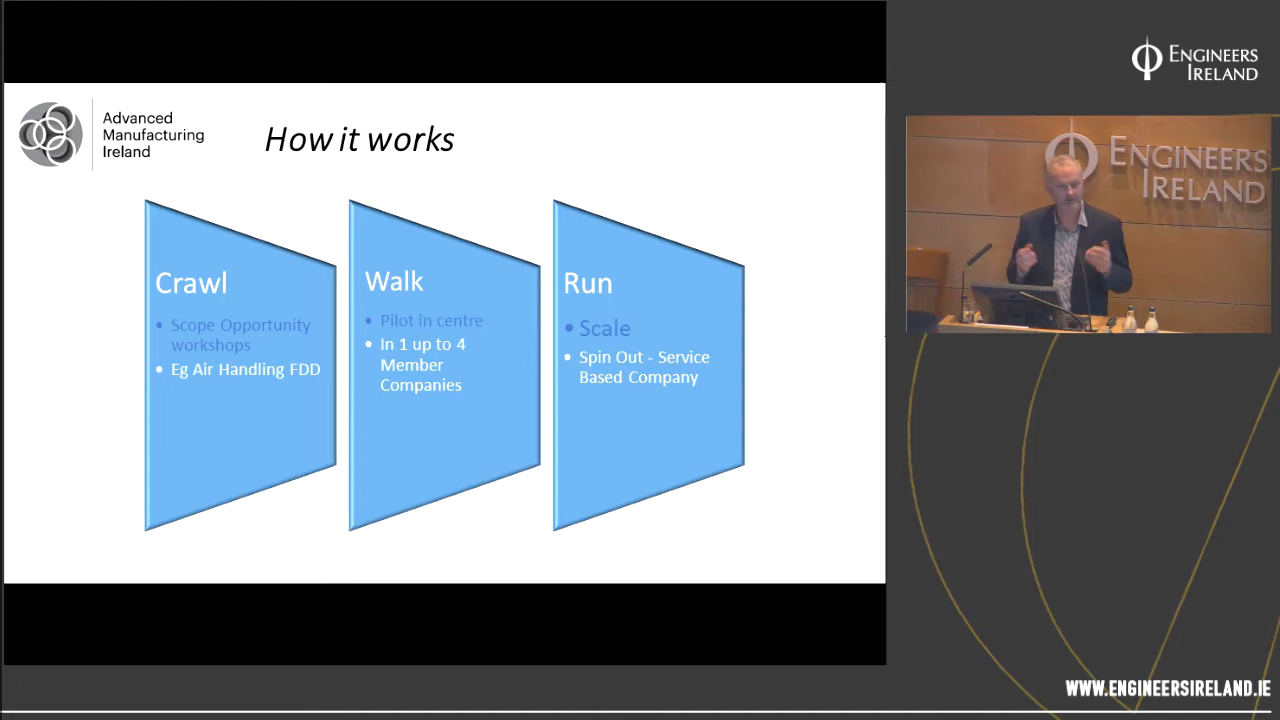 Advanced
Manufacturing
Ireland
How it works
Crawl
• Scope Opportunity
workshops
• Eg Air Handling FDD
Walk
• Pilot in centre
• In 1 up to 4
Member
Companies
Run
• Scale
• Spin Out - Service
Based Company
ENGINEERS
IRELAND
ENGINEERS
IRELAND
WWW.ENGINEERSIRELAND.IE